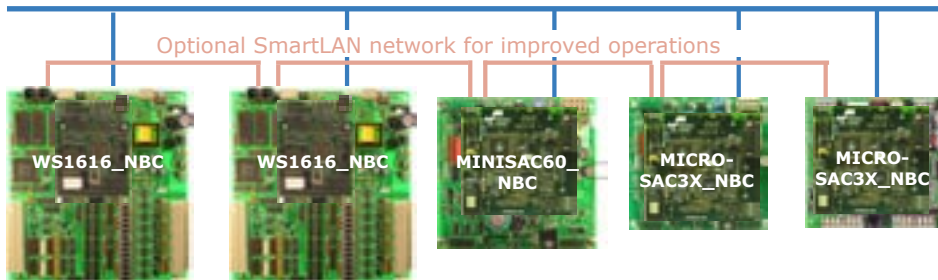 Optional SmartLAN network for improved operations
WS1616_NBC
WS1616_NBC
MINISAC60_
NBC
MICRO-
SAC3X_NBC
MICRO-
SAC3X_NBC